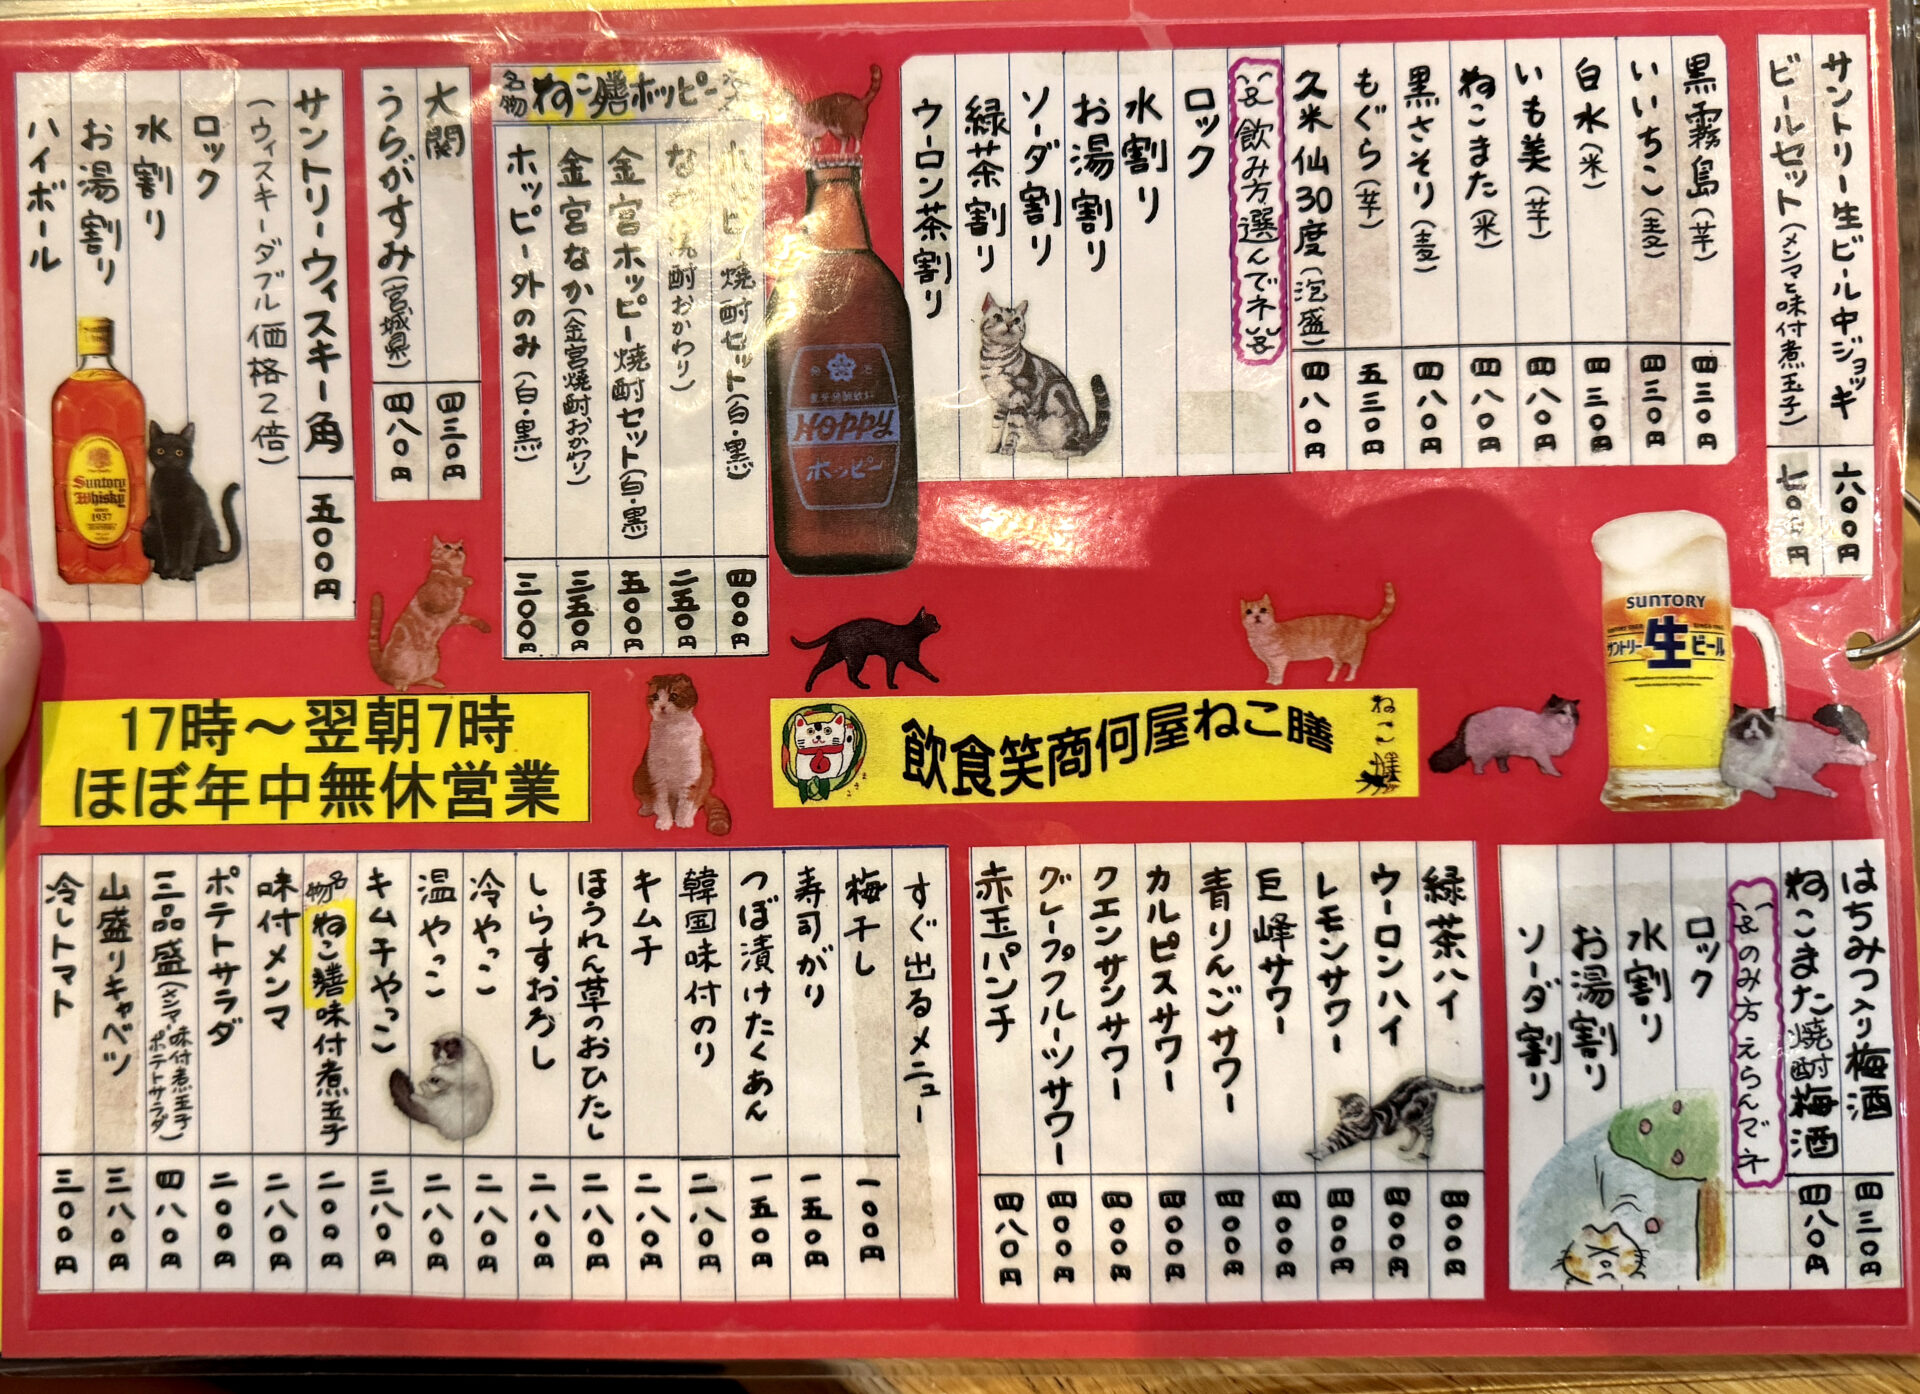 サントリー生ビール中ジョッキ 六〇〇円
ビールセット(メンマと味付煮玉子) 七〇〇円
黒霧島(芋) 四三〇円
いいちこ(麦) 四三〇円
白水(米) 四三〇円
いも美(芋) 四八〇円
ねこまた(米) 四八〇円
黒さそり(麦) 四八〇円
もぐら(芋) 五三〇円
久米仙30度(泡盛) 四八〇円
飲み方選んでネ
ロック
水割り
お湯割り
ソーダ割り
緑茶割り
ウーロン茶割り
HOPPY
ホッピー
名物 ねこ膳ホッピー
焼酎セット(白・黒) 四〇〇円
焼酎おかわり) 二五〇円
金宮ホッピー焼酎セット(白・黒) 五〇〇円
金宮なか(金宮焼酎おかわり) 三五〇円
ホッピー外のみ(白・黒) 三〇〇円
大関 四三〇円
うらがすみ(宮城県) 四八〇円
サントリーウィスキー角 五〇〇円
(ウィスキーダブル価格2倍)
ロック
水割り
お湯割り
ハイボール
Suntory
Whisky
1937
SUNTORY
サントリー生ビール
17時～翌朝7時
ほぼ年中無休営業
飲食笑商何屋ねこ膳
ねこ膳
はちみつ入り梅酒 四三〇円
ねこまた焼酎梅酒 四八〇円
のみ方えらんでネ
ロック
水割り
お湯割り
ソーダ割り
緑茶ハイ 四〇〇円
ウーロンハイ 四〇〇円
レモンサワー 四〇〇円
巨峰サワー 四〇〇円
青りんごサワー 四〇〇円
カルピスサワー 四〇〇円
クエンサンサワー 四〇〇円
グレープフルーツサワー 四〇〇円
赤玉パンチ 四八〇円
すぐ出るメニュー
梅干し 一〇〇円
寿司がり 一五〇円
つぼ漬けたくあん 一五〇円
韓国味付のり 二八〇円
キムチ 二八〇円
ほうれん草のおひたし 二八〇円
しらすおろし 二八〇円
冷やっこ 二八〇円
温やっこ 二八〇円
キムチやっこ 三八〇円
名物 ねこ膳味付煮玉子 二〇〇円
味付メンマ 二八〇円
ポテトサラダ 二〇〇円
三品盛(メンマ・味付煮玉子・ポテトサラダ) 四八〇円
山盛りキャベツ 三八〇円
冷しトマト 三〇〇円